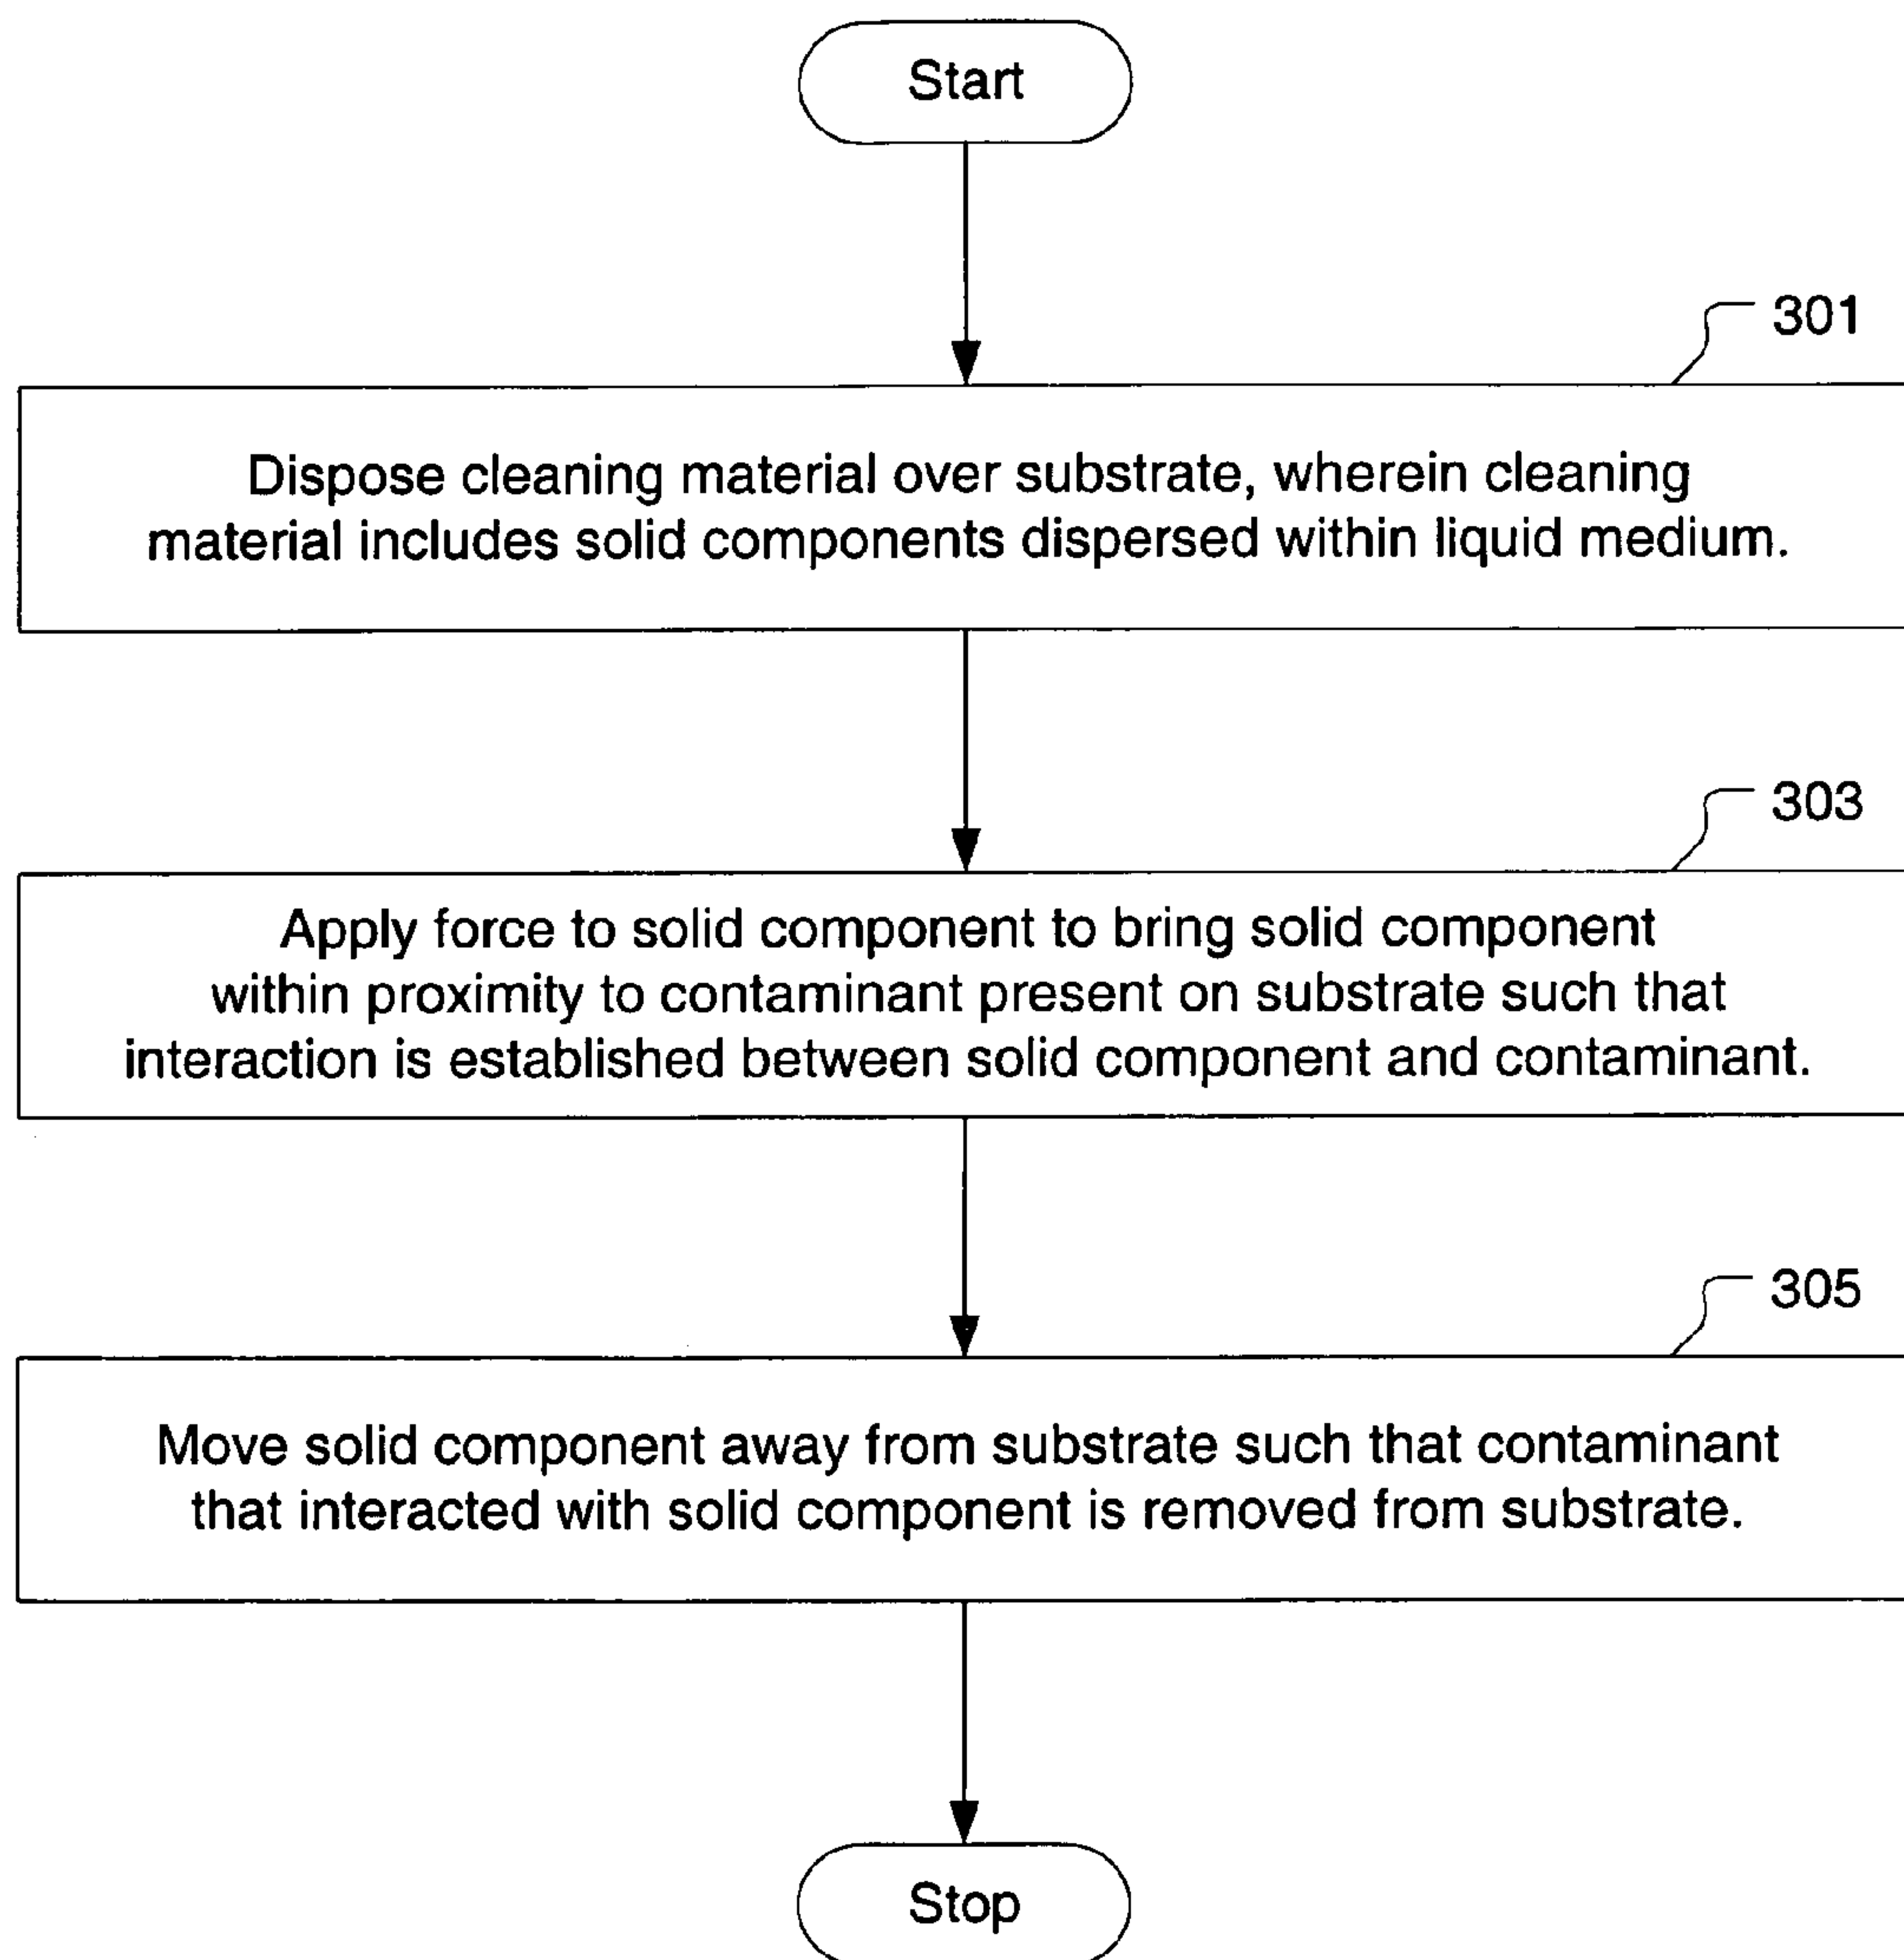 Start
301
Dispose cleaning material over substrate, wherein cleaning
material includes solid components dispersed within liquid medium.
303
Apply force to solid component to bring solid component
within proximity to contaminant present on substrate such that
interaction is established between solid component and contaminant.
305
Move solid component away from substrate such that contaminant
that interacted with solid component is removed from substrate.
Stop